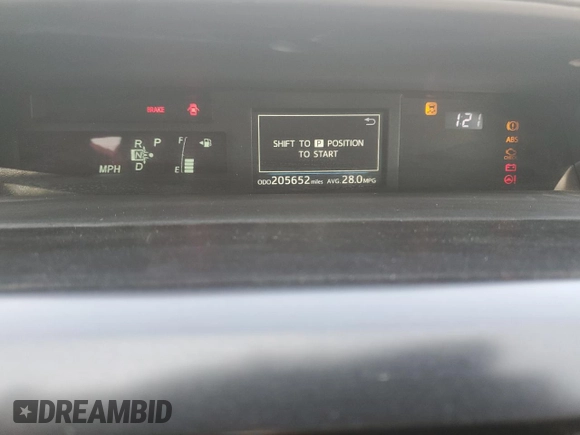 BRAKE
SHIFT TO P POSITION
TO START
ODO 205652 miles AVG. 28.0 MPG
R P
N
D
MPH
F
E
121
ABS
DREAMBID